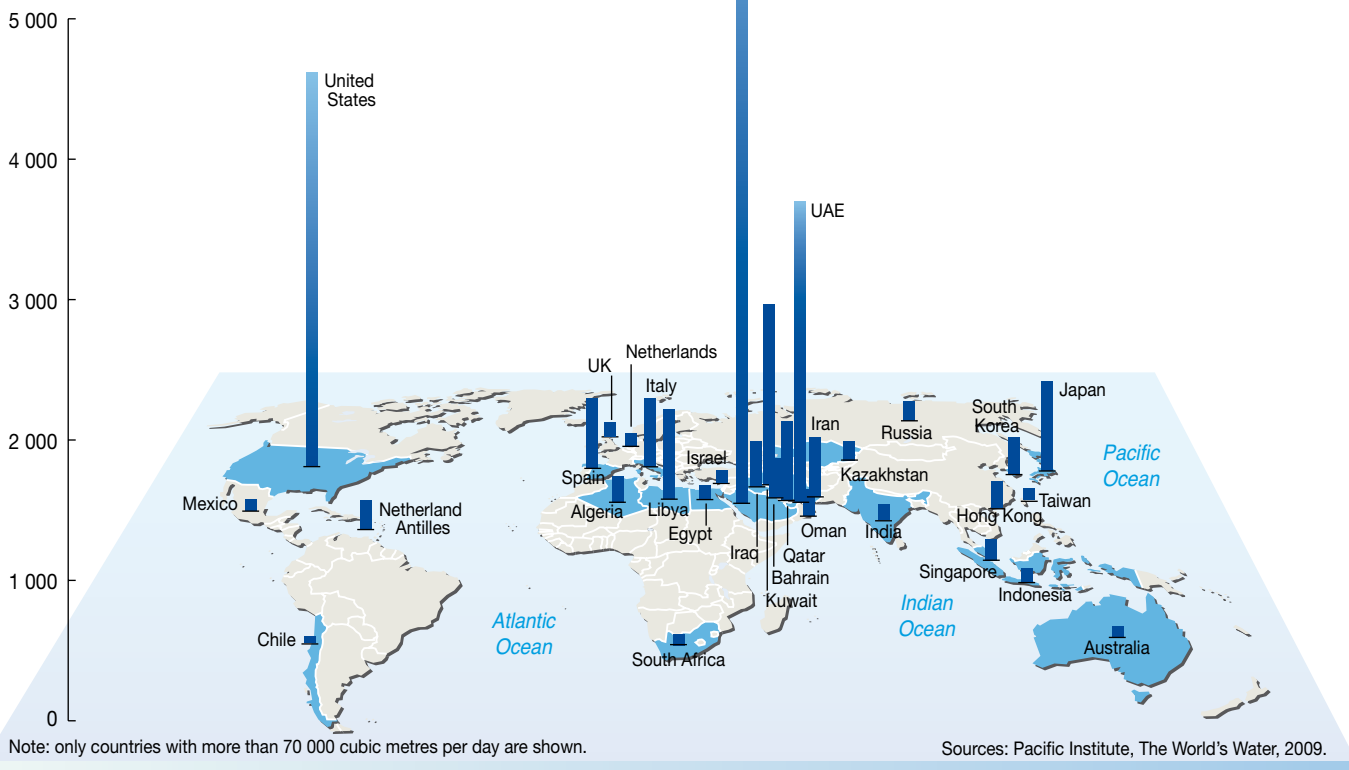 5 000
4 000
3 000
2 000
1 000
0
United
States
UAE
Netherlands
UK
Italy
Japan
South
Korea
Iran
Russia
Israel
Kazakhstan
Spain
Pacific
Ocean
Mexico
Netherland
Antilles
Algeria
Libya
Taiwan
Hong Kong
Egypt
Oman
India
Iraq
Qatar
Bahrain
Kuwait
Singapore
Indonesia
Indian
Ocean
Atlantic
Ocean
Chile
South Africa
Australia
Note: only countries with more than 70 000 cubic metres per day are shown.
Sources: Pacific Institute, The World's Water, 2009.